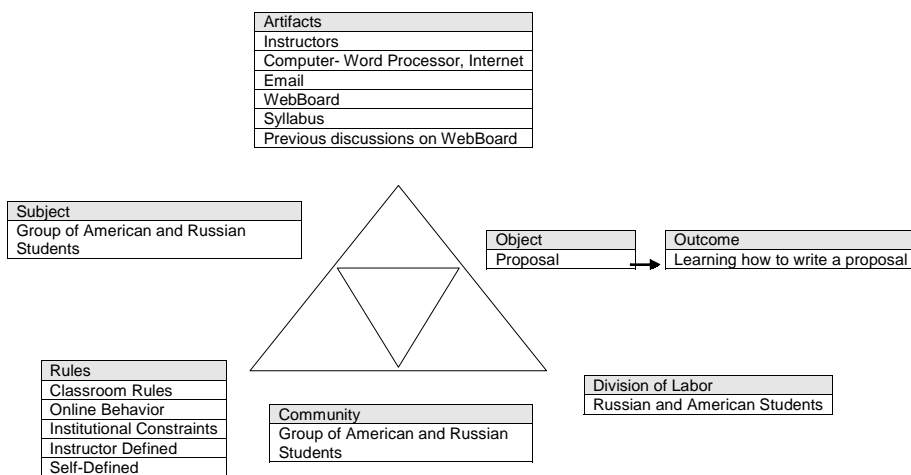 Artifacts
Instructors
Computer- Word Processor, Internet
Email
WebBoard
Syllabus
Previous discussions on WebBoard
Subject
Group of American and Russian
Students
Object
Proposal
Outcome
Learning how to write a proposal
Rules
Classroom Rules
Online Behavior
Institutional Constraints
Instructor Defined
Self-Defined
Community
Group of American and Russian
Students
Division of Labor
Russian and American Students